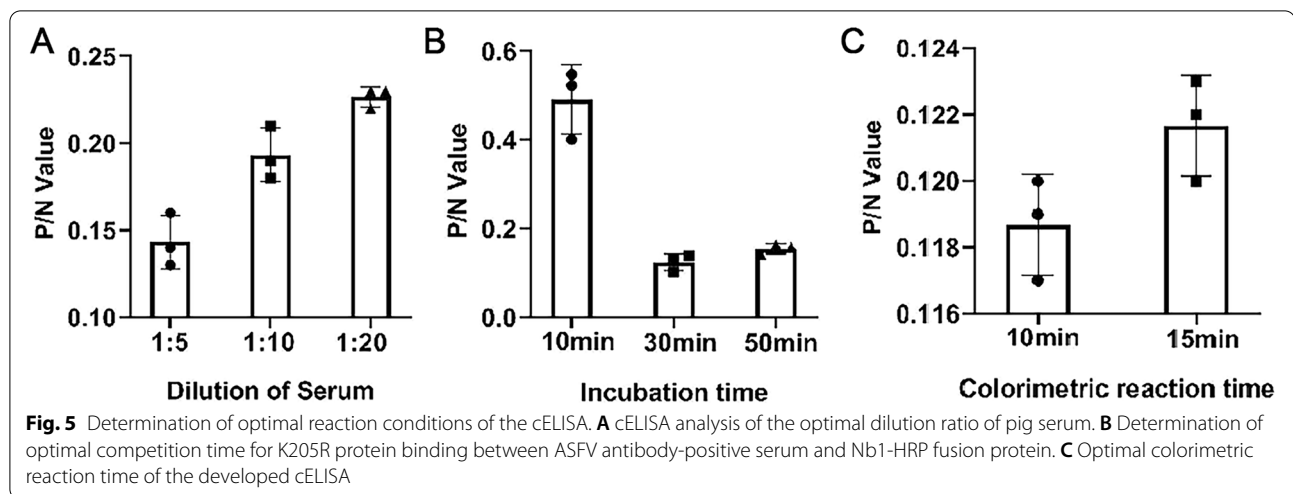 A
P/N Value
0.25
0.20
0.15
0.10
1:5 1:10 1:20
Dilution of Serum
B
P/N Value
0.6
0.4
0.2
0.0
10min 30min 50min
Incubation time
C
P/N Value
0.124
0.122
0.120
0.118
0.116
10min 15min
Colorimetric reaction time
Fig. 5 Determination of optimal reaction conditions of the cELISA. A cELISA analysis of the optimal dilution ratio of pig serum. B Determination of
optimal competition time for K205R protein binding between ASFV antibody-positive serum and Nb1-HRP fusion protein. C Optimal colorimetric
reaction time of the developed cELISA